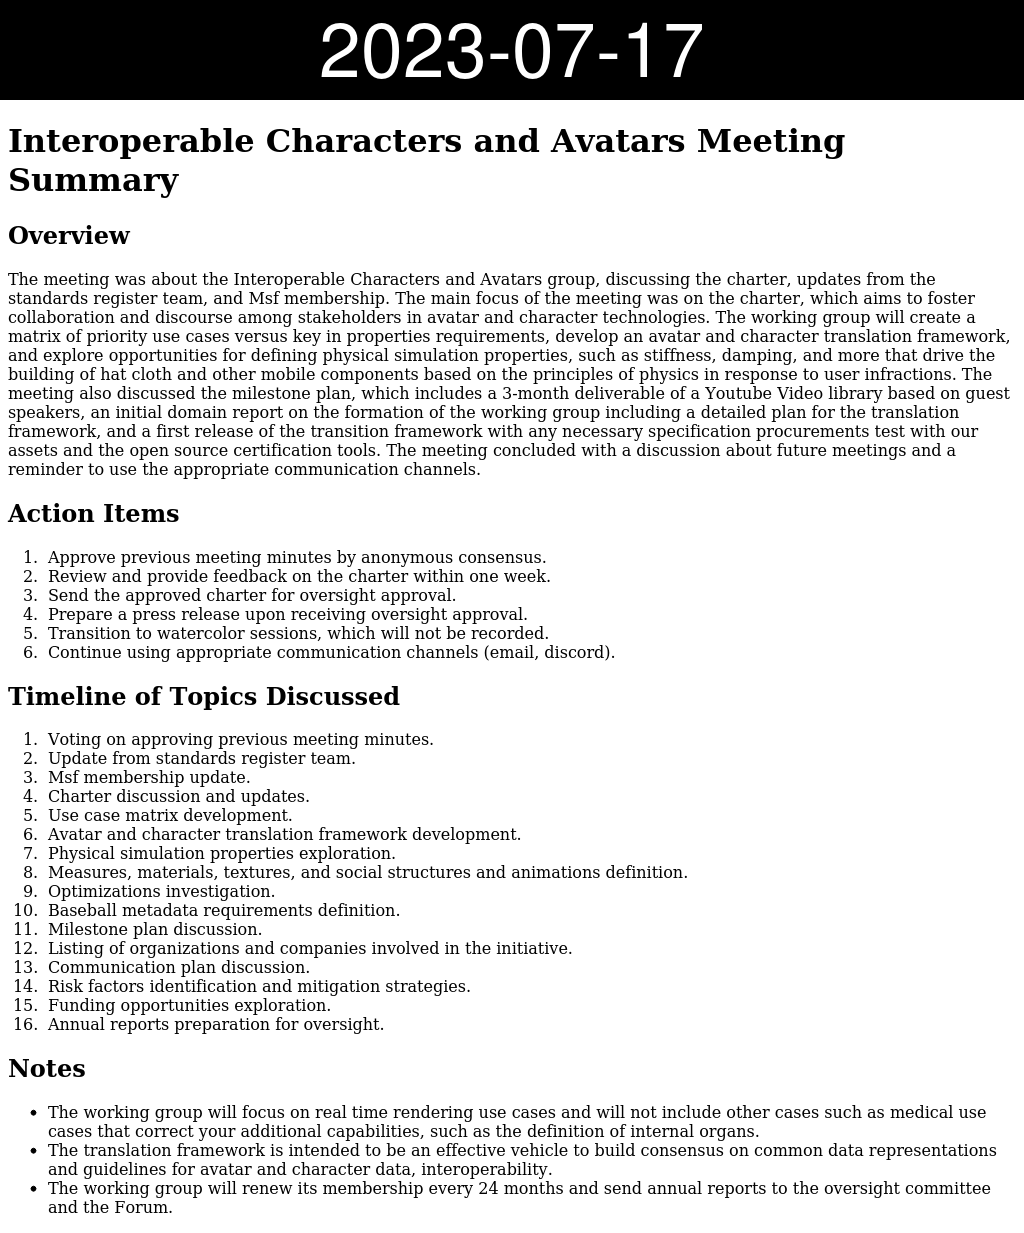 2023-07-17
Interoperable Characters and Avatars Meeting
Summary
Overview
The meeting was about the Interoperable Characters and Avatars group, discussing the charter, updates from the
standards register team, and Msf membership. The main focus of the meeting was on the charter, which aims to foster
collaboration and discourse among stakeholders in avatar and character technologies. The working group will create a
matrix of priority use cases versus key in properties requirements, develop an avatar and character translation framework,
and explore opportunities for defining physical simulation properties, such as stiffness, damping, and more that drive the
building of hat cloth and other mobile components based on the principles of physics in response to user infractions. The
meeting also discussed the milestone plan, which includes a 3-month deliverable of a Youtube Video library based on guest
speakers, an initial domain report on the formation of the working group including a detailed plan for the translation
framework, and a first release of the transition framework with any necessary specification procurements test with our
assets and the open source certification tools. The meeting concluded with a discussion about future meetings and a
reminder to use the appropriate communication channels.
Action Items
1. Approve previous meeting minutes by anonymous consensus.
2. Review and provide feedback on the charter within one week.
3. Send the approved charter for oversight approval.
4. Prepare a press release upon receiving oversight approval.
5. Transition to watercolor sessions, which will not be recorded.
6. Continue using appropriate communication channels (email, discord).
Timeline of Topics Discussed
1. Voting on approving previous meeting minutes.
2. Update from standards register team.
3. Msf membership update.
4. Charter discussion and updates.
5. Use case matrix development.
6. Avatar and character translation framework development.
7. Physical simulation properties exploration.
8. Measures, materials, textures, and social structures and animations definition.
9. Optimizations investigation.
10. Baseball metadata requirements definition.
11. Milestone plan discussion.
12. Listing of organizations and companies involved in the initiative.
13. Communication plan discussion.
14. Risk factors identification and mitigation strategies.
15. Funding opportunities exploration.
16. Annual reports preparation for oversight.
Notes
• The working group will focus on real time rendering use cases and will not include other cases such as medical use
cases that correct your additional capabilities, such as the definition of internal organs.
• The translation framework is intended to be an effective vehicle to build consensus on common data representations
and guidelines for avatar and character data, interoperability.
• The working group will renew its membership every 24 months and send annual reports to the oversight committee
and the Forum.